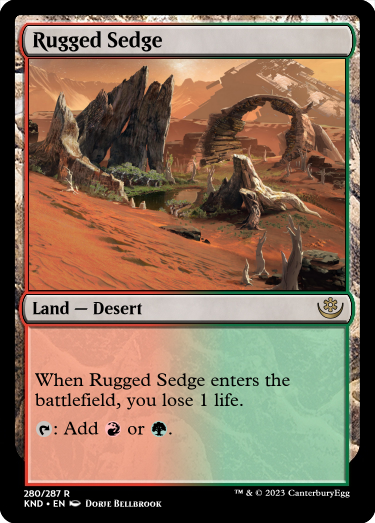 Rugged Sedge
Land — Desert
When Rugged Sedge enters the
battlefield, you lose 1 life.
: Add or .
280/287 R
KND • EN Dorje Bellbrook
™ & © 2023 CanterburyEgg